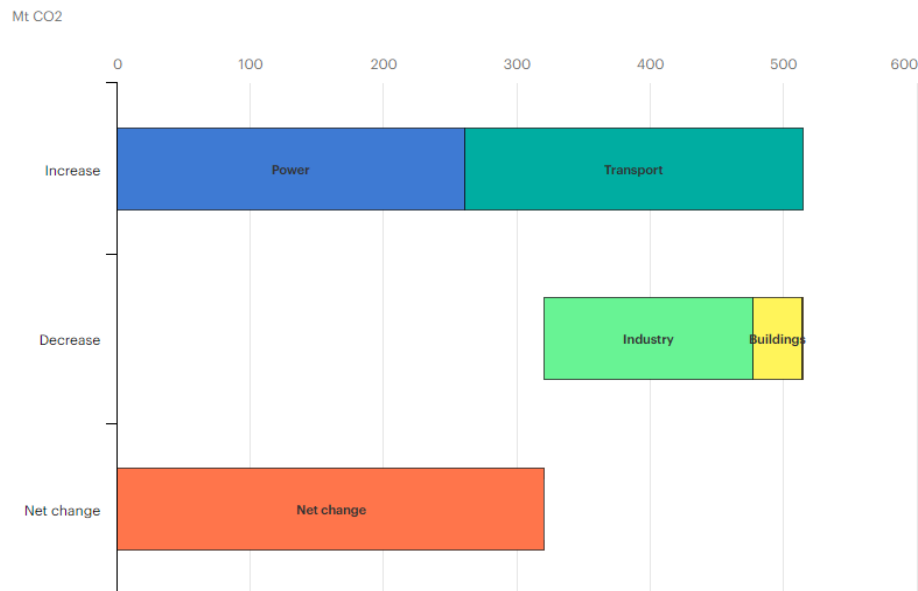 Mt CO2
0 100 200 300 400 500 600
Increase Power Transport
Decrease Industry Buildings
Net change Net change